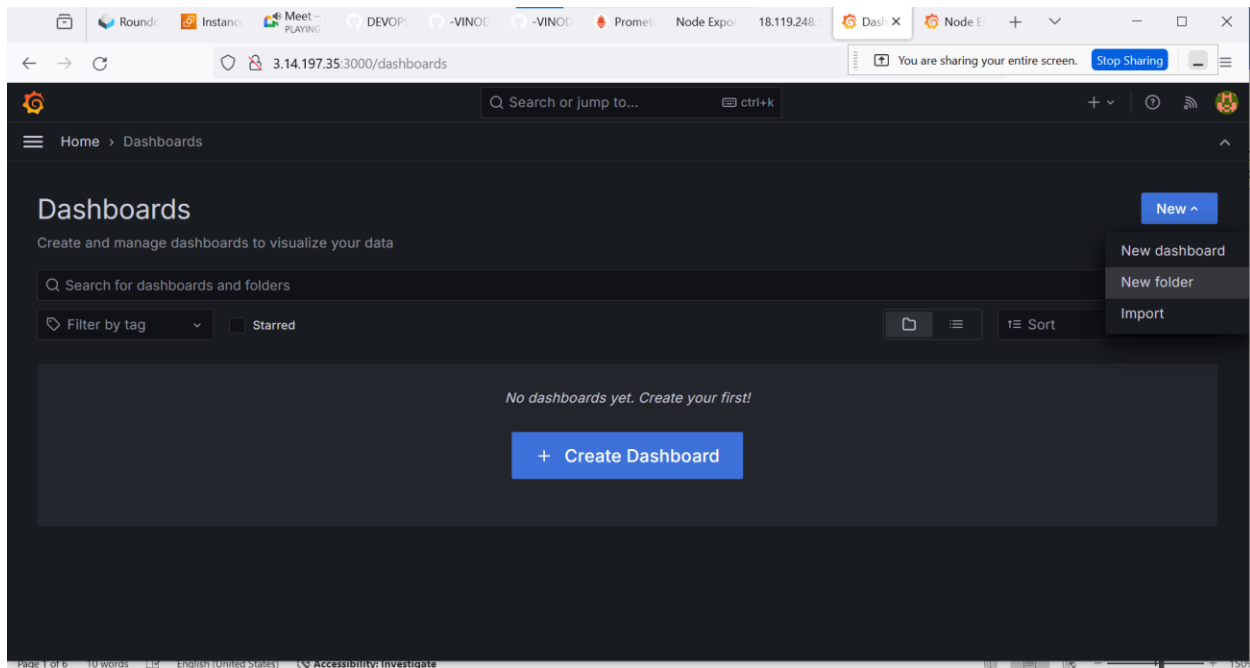 Roundc Instanc Meet – DEVOP: -VINOD -VINOD Prometh Node Expor 18.119.248. Dash Node E
PLAYING
3.14.197.35:3000/dashboards You are sharing your entire screen. Stop Sharing
Search or jump to... ctrl+k
Home › Dashboards
Dashboards
New
Create and manage dashboards to visualize your data
New dashboard
Search for dashboards and folders
New folder
Filter by tag Starred Sort
Import
No dashboards yet. Create your first!
+ Create Dashboard
Page 1 of 6 10 words English (United States) Accessibility: Investigate 150